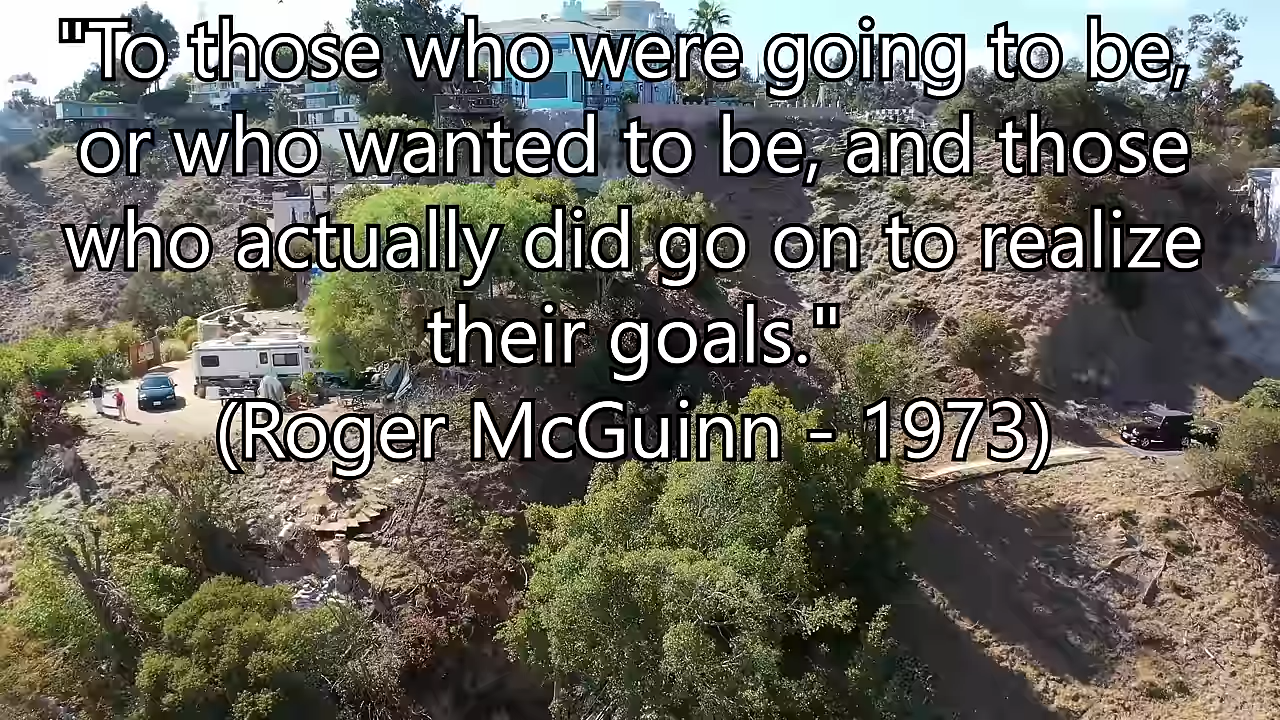 "To those who were going to be,
or who wanted to be, and those
who actually did go on to realize
their goals."
(Roger McGuinn - 1973)